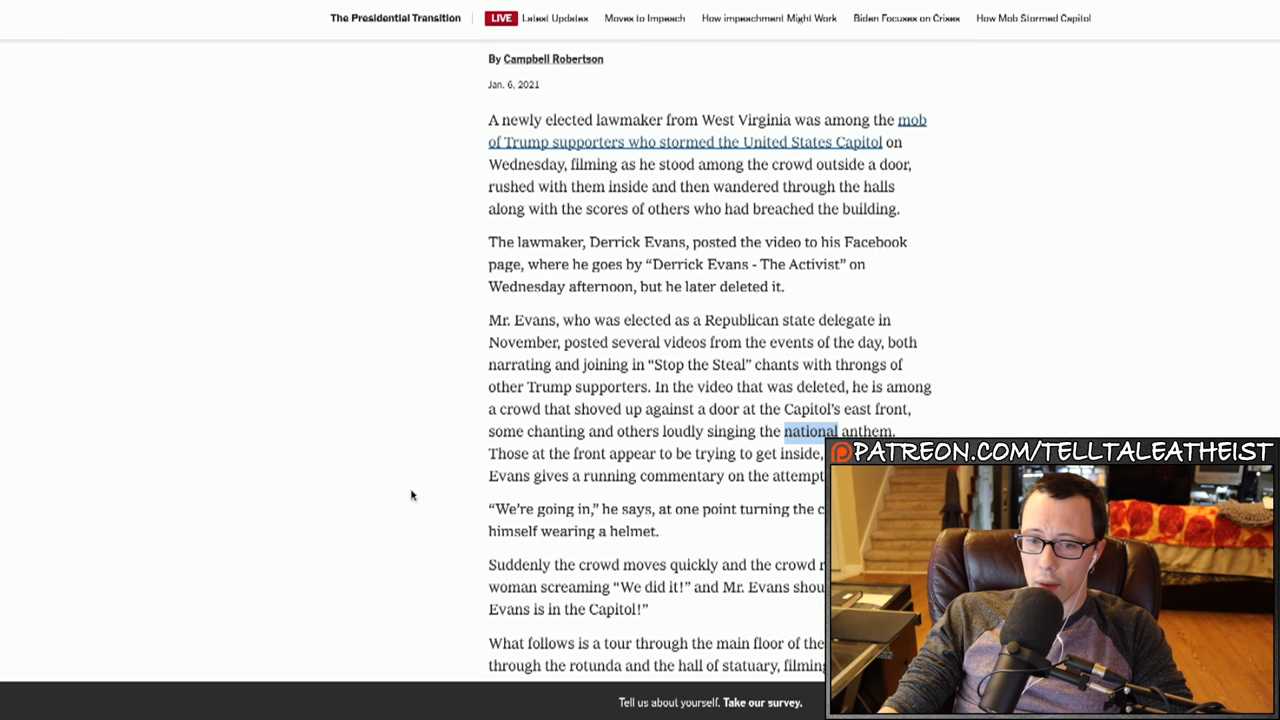 The Presidential Transition LIVE Latest Updates Moves to Impeach How Impeachment Might Work Biden Focuses on Crises How Mob Stormed Capitol
By Campbell Robertson
Jan. 6, 2021
A newly elected lawmaker from West Virginia was among the mob
of Trump supporters who stormed the United States Capitol on
Wednesday, filming as he stood among the crowd outside a door,
rushed with them inside and then wandered through the halls
along with the scores of others who had breached the building.
The lawmaker, Derrick Evans, posted the video to his Facebook
page, where he goes by “Derrick Evans - The Activist” on
Wednesday afternoon, but he later deleted it.
Mr. Evans, who was elected as a Republican state delegate in
November, posted several videos from the events of the day, both
narrating and joining in “Stop the Steal” chants with throngs of
other Trump supporters. In the video that was deleted, he is among
a crowd that shoved up against a door at the Capitol’s east front,
some chanting and others loudly singing the national anthem.
Those at the front appear to be trying to get inside,
Evans gives a running commentary on the attempt
“We’re going in,” he says, at one point turning the c
himself wearing a helmet.
Suddenly the crowd moves quickly and the crowd r
woman screaming “We did it!” and Mr. Evans shou
Evans is in the Capitol!”
What follows is a tour through the main floor of the
through the rotunda and the hall of statuary, filming
PATREON.COM/TELLTALEATHEIST
Tell us about yourself. Take our survey.